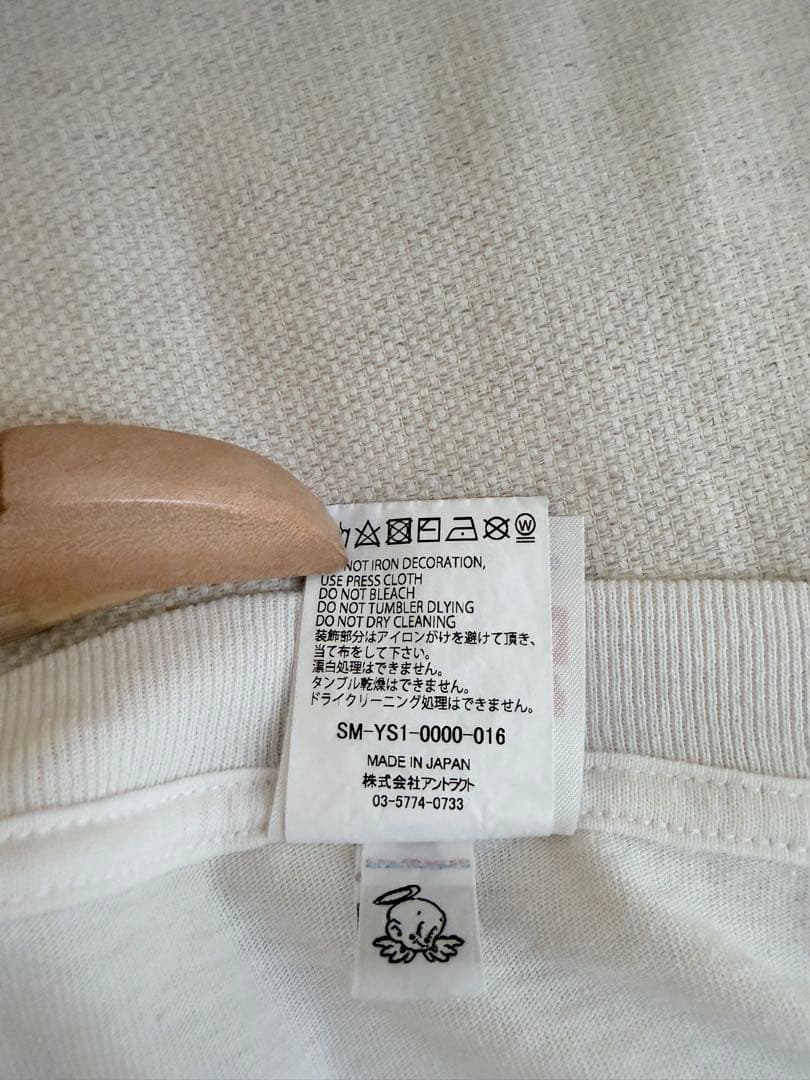 W
NOT IRON DECORATION,
USE PRESS CLOTH
DO NOT BLEACH
DO NOT TUMBLER DLYING
DO NOT DRY CLEANING
装飾部分はアイロンがけを避けて頂き、
当て布をして下さい。
漂白処理はできません。
タンブル乾燥はできません。
ドライクリーニング処理はできません。
SM-YS1-0000-016
MADE IN JAPAN
株式会社アントラクト
03-5774-0733